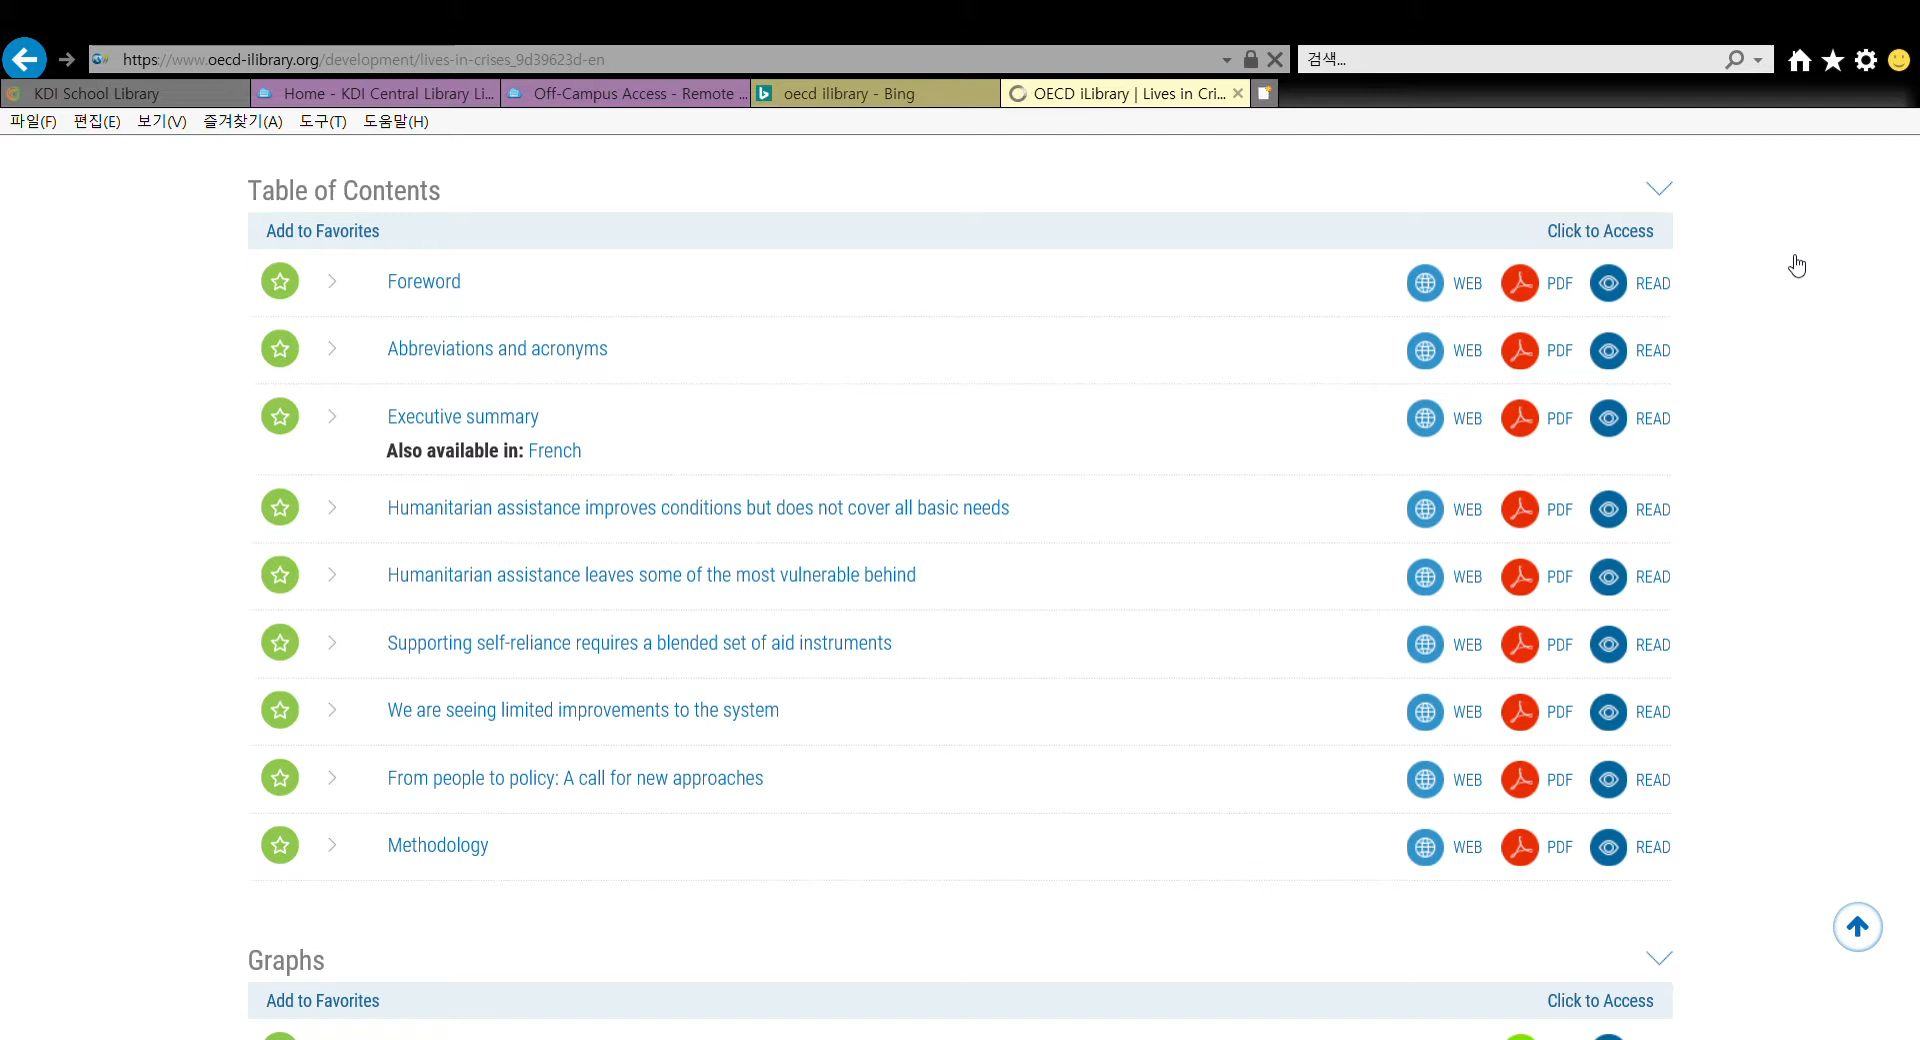 https://www.oecd-ilibrary.org/development/lives-in-crises_9d39623d-en
검색...
KDI School Library
Home - KDI Central Library Li...
Off-Campus Access - Remote ...
oecd ilibrary - Bing
OECD iLibrary | Lives in Cri...
파일(F) 편집(E) 보기(V) 즐겨찾기(A) 도구(T) 도움말(H)
Table of Contents
Add to Favorites Click to Access
Foreword WEB PDF READ
Abbreviations and acronyms WEB PDF READ
Executive summary WEB PDF READ
Also available in: French
Humanitarian assistance improves conditions but does not cover all basic needs WEB PDF READ
Humanitarian assistance leaves some of the most vulnerable behind WEB PDF READ
Supporting self-reliance requires a blended set of aid instruments WEB PDF READ
We are seeing limited improvements to the system WEB PDF READ
From people to policy: A call for new approaches WEB PDF READ
Methodology WEB PDF READ
Graphs
Add to Favorites Click to Access